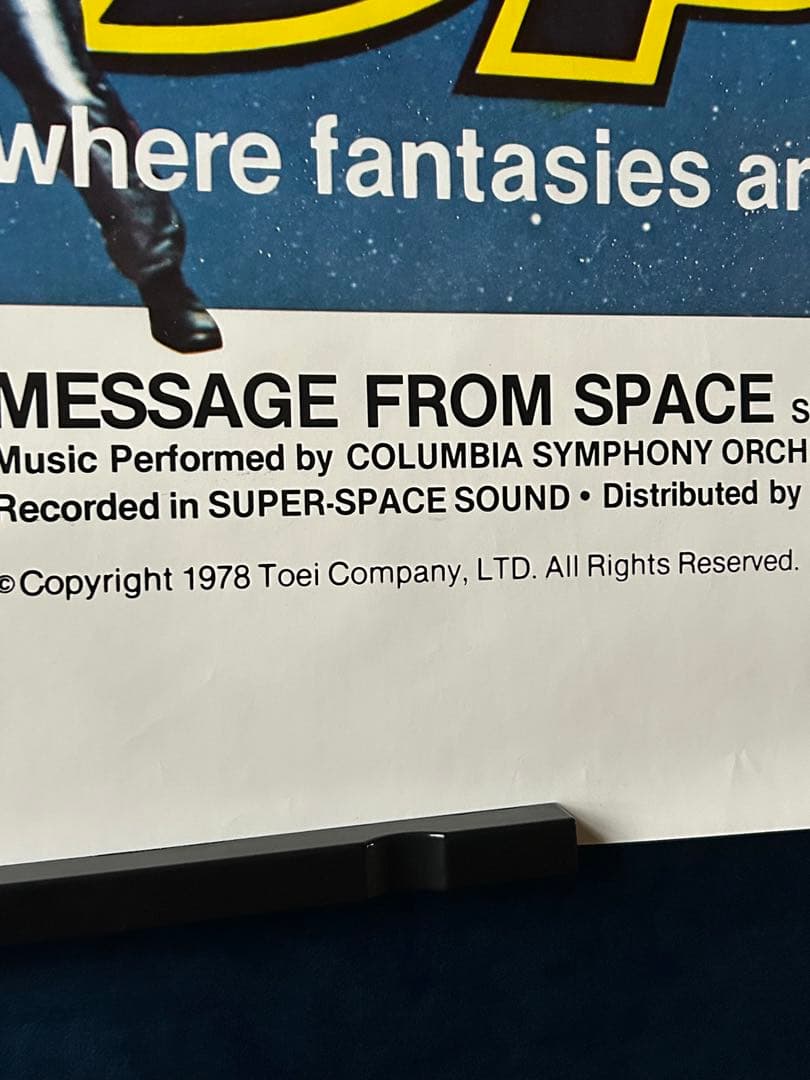 where fantasies ar
MESSAGE FROM SPACE s
Music Performed by COLUMBIA SYMPHONY ORCH
Recorded in SUPER-SPACE SOUND • Distributed by
© Copyright 1978 Toei Company, LTD. All Rights Reserved.